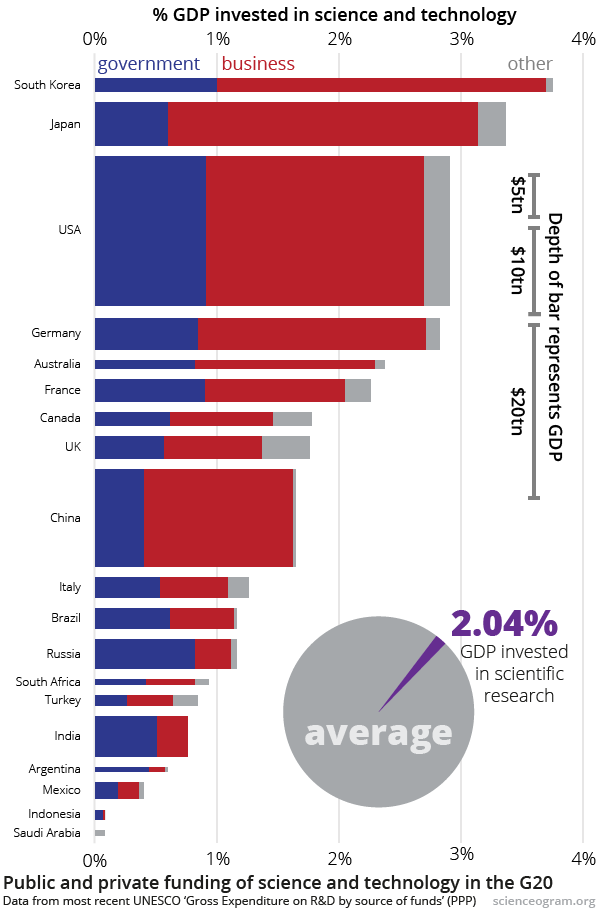 % GDP invested in science and technology
0% 1% 2% 3% 4%
government business other
South Korea
Japan
USA
Germany
Australia
France
Canada
UK
China
Italy
Brazil
Russia
South Africa
Turkey
India
Argentina
Mexico
Indonesia
Saudi Arabia
$5tn
$10tn
$20tn
Depth of bar represents GDP
2.04%
GDP invested
in scientific
research
average
0% 1% 2% 3% 4%
Public and private funding of science and technology in the G20
Data from most recent UNESCO ‘Gross Expenditure on R&D by source of funds’ (PPP) scienceogram.org